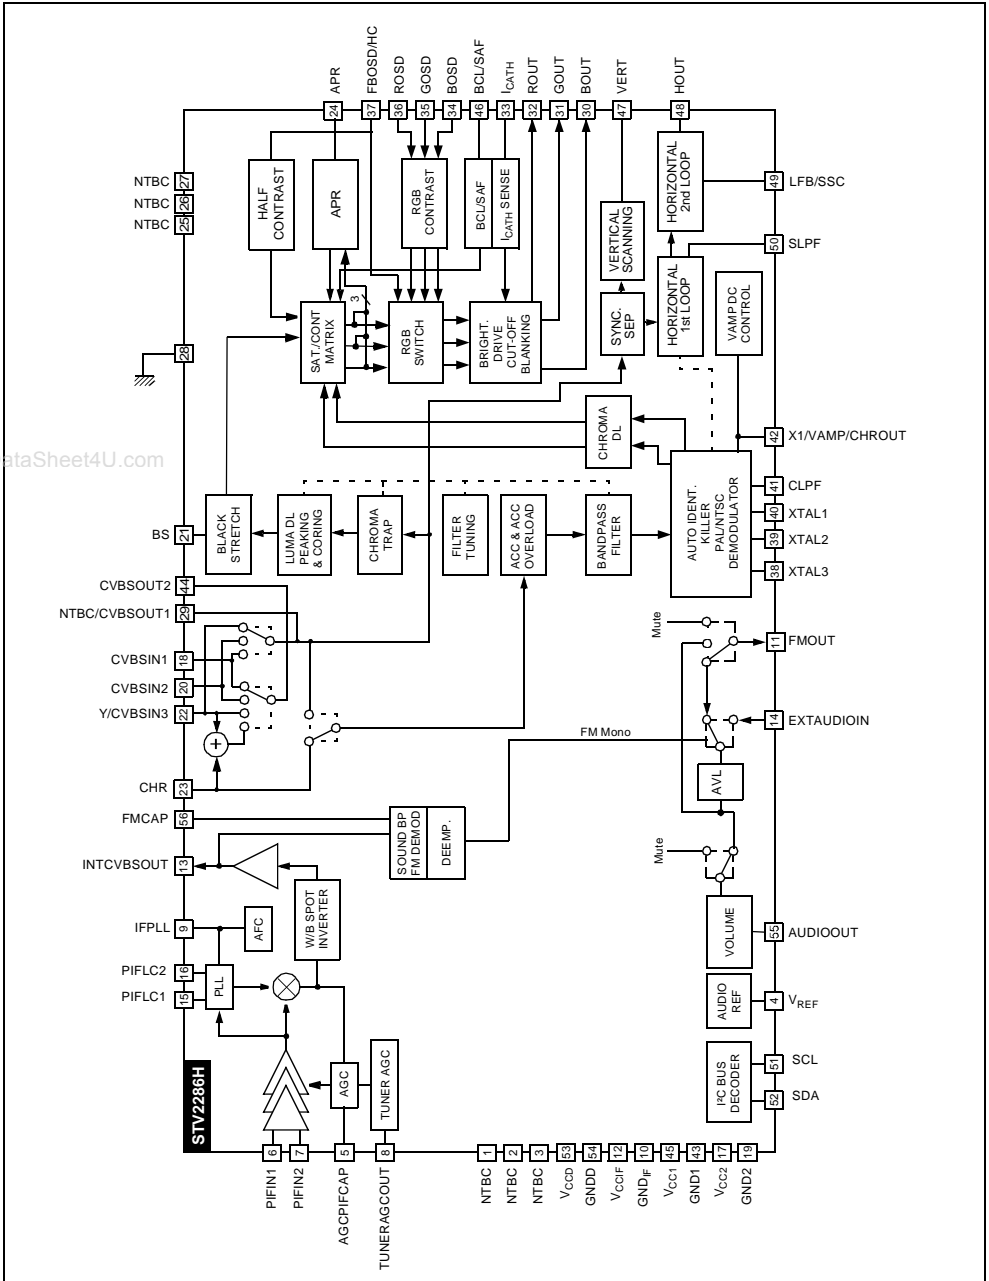 APR
FBOSD/HC
ROSD
GOSD
BOSD
BCL/SAF
ICATH
ROUT
GOUT
BOUT
VERT
HOUT
24
37
36
35
34
46
33
32
31
30
47
48
NTBC
27
NTBC
26
NTBC
25
HALF
CONTRAST
APR
RGB
CONTRAST
BCL/SAF
ICATH SENSE
VERTICAL
SCANNING
HORIZONTAL
2nd LOOP
49
LFB/SSC
50
SLPF
28
SAT./CONT
MATRIX
3
RGB
SWITCH
BRIGHT.
DRIVE
CUT-OFF
BLANKING
SYNC.
SEP
HORIZONTAL
1st LOOP
VAMP DC
CONTROL
CHROMA
DL
42
X1/VAMP/CHROUT
ataSheet4U.com
41
CLPF
40
XTAL1
39
XTAL2
38
XTAL3
BS
21
BLACK
STRETCH
LUMA DL
PEAKING
& CORING
CHROMA
TRAP
FILTER
TUNING
ACC & ACC
OVERLOAD
BANDPASS
FILTER
AUTO IDENT.
KILLER
PAL/NTSC
DEMODULATOR
CVBSOUT2
44
NTBC/CVBSOUT1
29
CVBSIN1
18
CVBSIN2
20
Y/CVBSIN3
22
+
CHR
23
Mute
11
FMOUT
14
EXTAUDIOIN
FM Mono
AVL
FMCAP
56
SOUND BP
FM DEMOD
DEEMP.
INTCVBSOUT
13
Mute
W/B SPOT
INVERTER
IFPLL
9
AFC
VOLUME
55
AUDIOOUT
PIFLC2
16
PIFLC1
15
PLL
AUDIO
REF
4
VREF
STV2286H
AGC
TUNER AGC
I²C BUS
DECODER
51
SCL
52
SDA
6
7
5
8
1
2
3
53
54
12
10
45
43
17
19
PIFIN1
PIFIN2
AGCPIFCAP
TUNERAGCOUT
NTBC
NTBC
NTBC
VCCD
GNDD
VCCIF
GNDIF
VCC1
GND1
VCC2
GND2